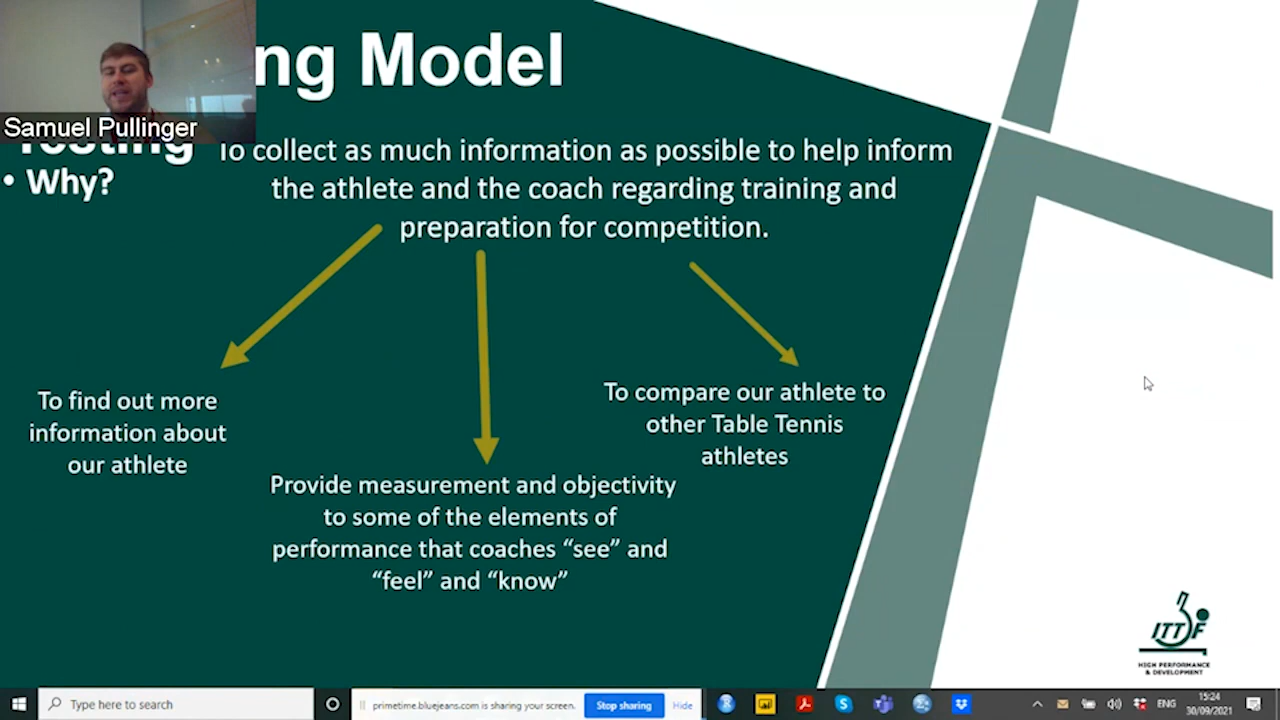 ng Model
Samuel Pullinger
Testing
• Why?
To collect as much information as possible to help inform
the athlete and the coach regarding training and
preparation for competition.
To find out more
information about
our athlete
Provide measurement and objectivity
to some of the elements of
performance that coaches “see” and
“feel” and “know”
To compare our athlete to
other Table Tennis
athletes
ITTF
HIGH PERFORMANCE
& DEVELOPMENT
Type here to search
primetime.bluejeans.com is sharing your screen.
Stop sharing
Hide
ENG
15:24
30/09/2021